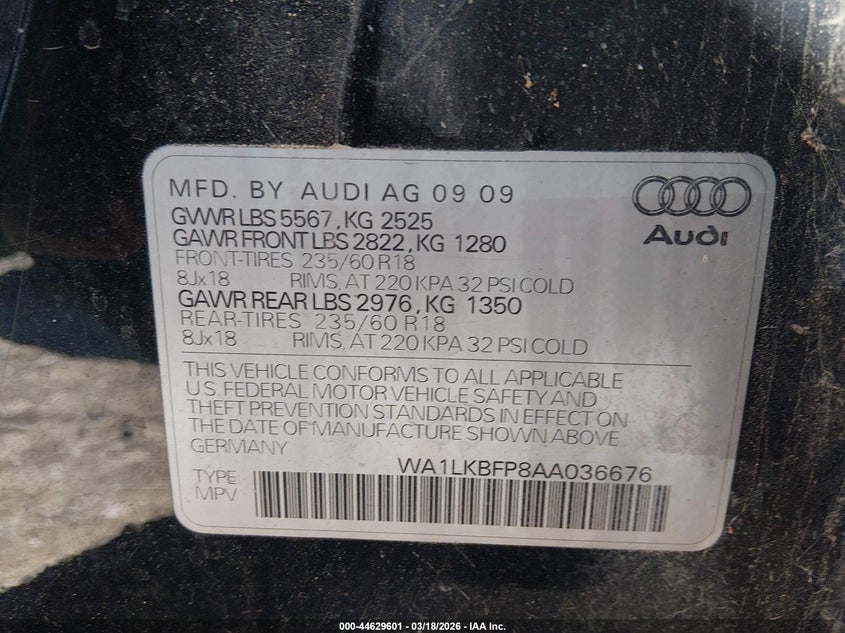 MFD. BY AUDI AG 09 09
Audi
GVWR LBS 5567, KG 2525
GAWR FRONT LBS 2822, KG 1280
FRONT-TIRES 235/60 R18
8Jx18 RIMS, AT 220 KPA 32 PSI COLD
GAWR REAR LBS 2976, KG 1350
REAR-TIRES 235/60 R18
8Jx18 RIMS, AT 220 KPA 32 PSI COLD
THIS VEHICLE CONFORMS TO ALL APPLICABLE
U.S. FEDERAL MOTOR VEHICLE SAFETY AND
THEFT PREVENTION STANDARDS IN EFFECT ON
THE DATE OF MANUFACTURE SHOWN ABOVE
GERMANY
WA1LKBFP8AA036676
TYPE
MPV
000-44629601 - 03/18/2026 - IAA Inc.